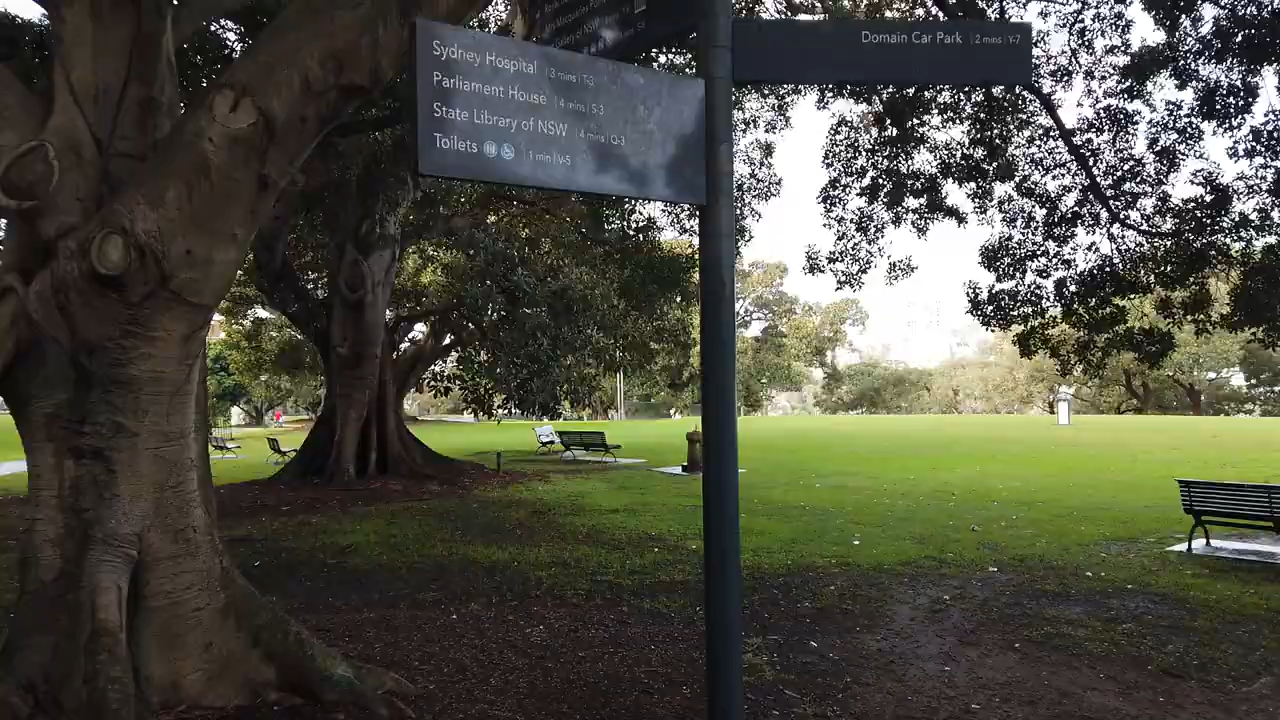 Sydney Hospital | 3 mins | T-3
Parliament House | 4 mins | S-3
State Library of NSW | 4 mins | Q-3
Toilets | 1 min | V-5
Domain Car Park | 2 mins | Y-7